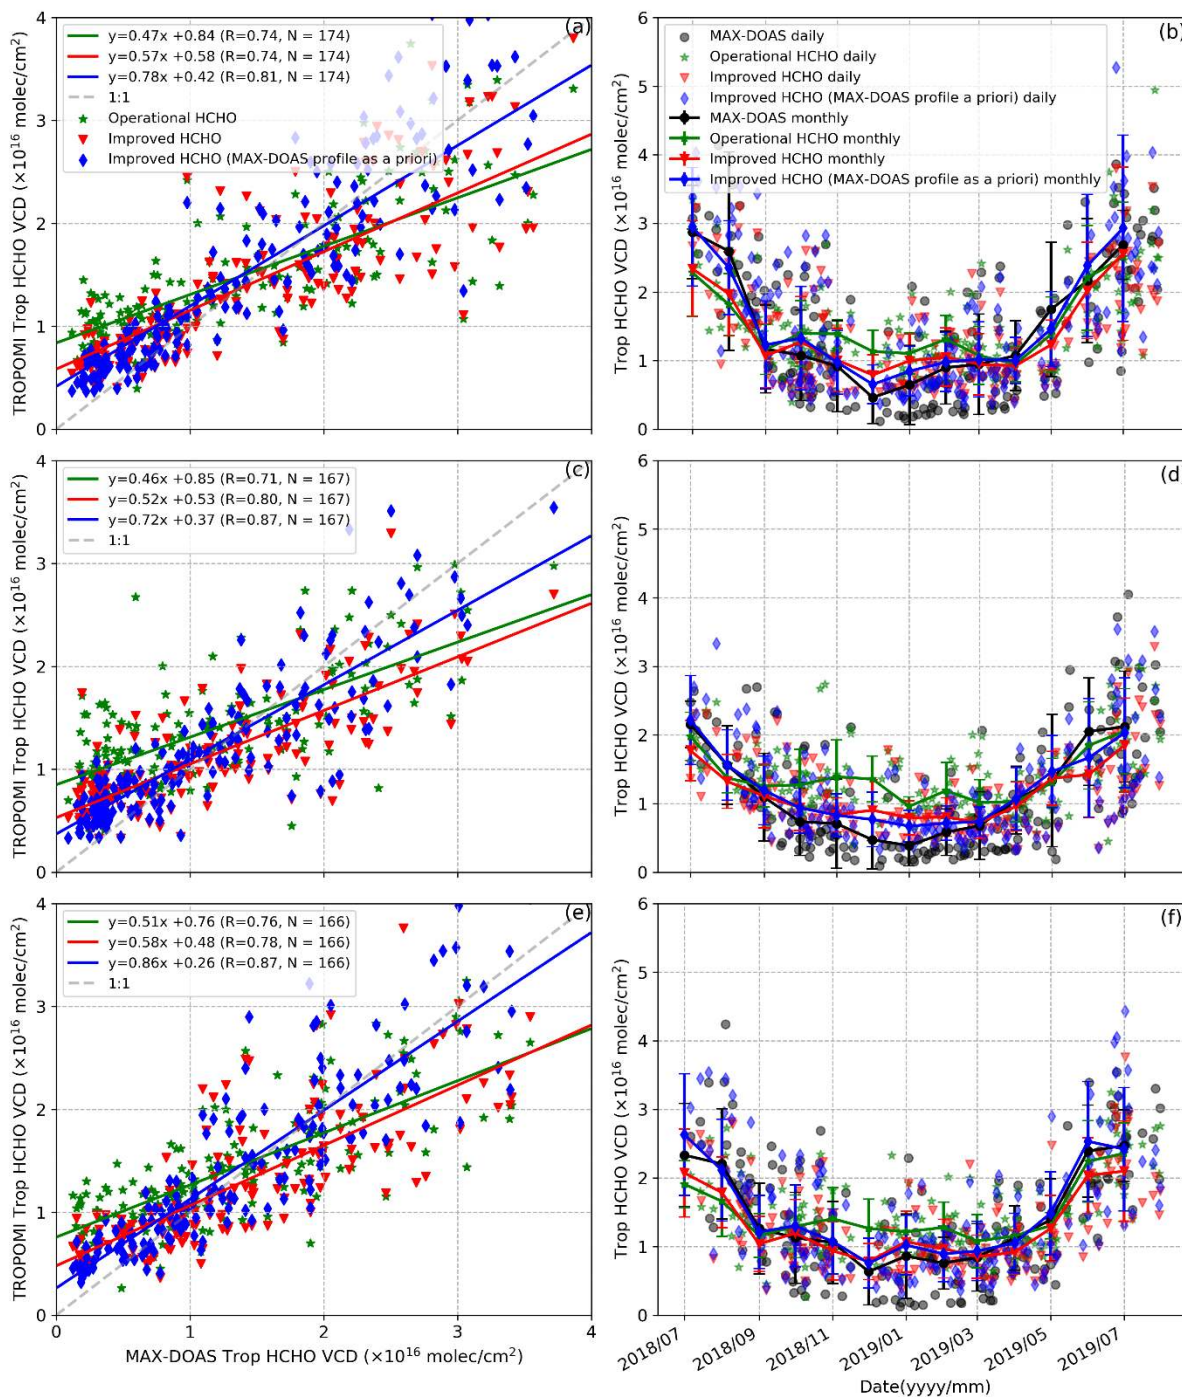 (a)
y=0.47x +0.84 (R=0.74, N = 174)
y=0.57x +0.58 (R=0.74, N = 174)
y=0.78x +0.42 (R=0.81, N = 174)
1:1
Operational HCHO
Improved HCHO
Improved HCHO (MAX-DOAS profile as a priori)
TROPOMI Trop HCHO VCD (×10¹⁶ molec/cm²)
4
3
2
1
0
(b)
MAX-DOAS daily
Operational HCHO daily
Improved HCHO daily
Improved HCHO (MAX-DOAS profile a priori) daily
MAX-DOAS monthly
Operational HCHO monthly
Improved HCHO monthly
Improved HCHO (MAX-DOAS profile as a priori) monthly
Trop HCHO VCD (×10¹⁶ molec/cm²)
6
5
4
3
2
1
0
(c)
y=0.46x +0.85 (R=0.71, N = 167)
y=0.52x +0.53 (R=0.80, N = 167)
y=0.72x +0.37 (R=0.87, N = 167)
1:1
TROPOMI Trop HCHO VCD (×10¹⁶ molec/cm²)
4
3
2
1
0
(d)
Trop HCHO VCD (×10¹⁶ molec/cm²)
6
5
4
3
2
1
0
(e)
y=0.51x +0.76 (R=0.76, N = 166)
y=0.58x +0.48 (R=0.78, N = 166)
y=0.86x +0.26 (R=0.87, N = 166)
1:1
TROPOMI Trop HCHO VCD (×10¹⁶ molec/cm²)
4
3
2
1
0
0 1 2 3 4
MAX-DOAS Trop HCHO VCD (×10¹⁶ molec/cm²)
(f)
Trop HCHO VCD (×10¹⁶ molec/cm²)
6
5
4
3
2
1
0
2018/07 2018/09 2018/11 2019/01 2019/03 2019/05 2019/07
Date(yyyy/mm)